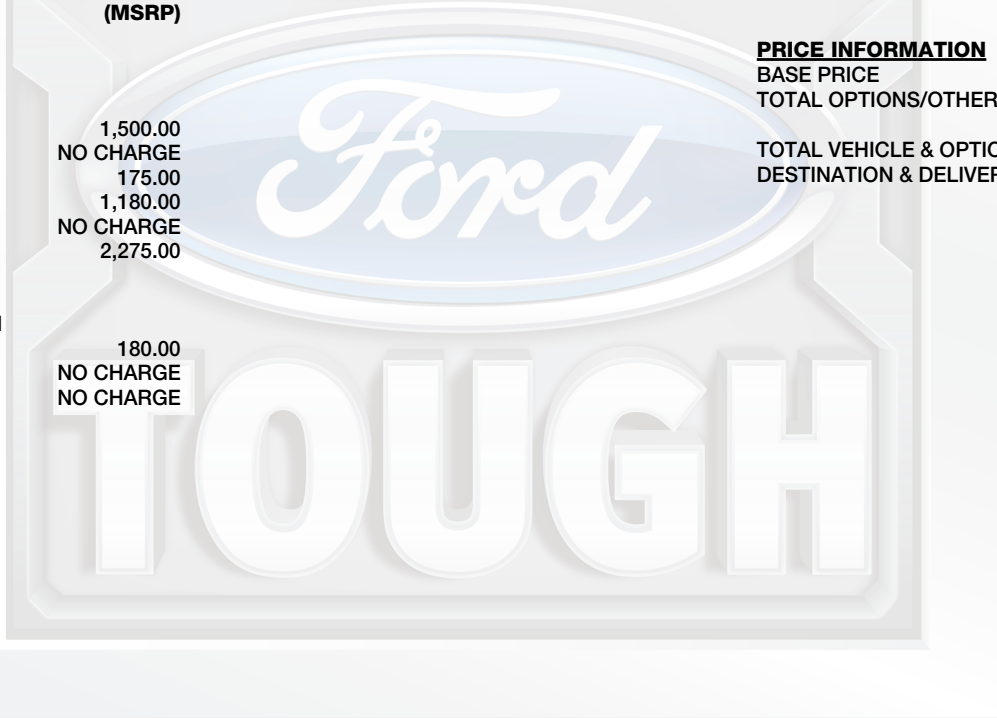 (MSRP)
1,500.00
NO CHARGE
175.00
1,180.00
NO CHARGE
2,275.00
180.00
NO CHARGE
NO CHARGE
PRICE INFORMATION
BASE PRICE
TOTAL OPTIONS/OTHER
TOTAL VEHICLE & OPTIO
DESTINATION & DELIVER
Ford
TOUGH